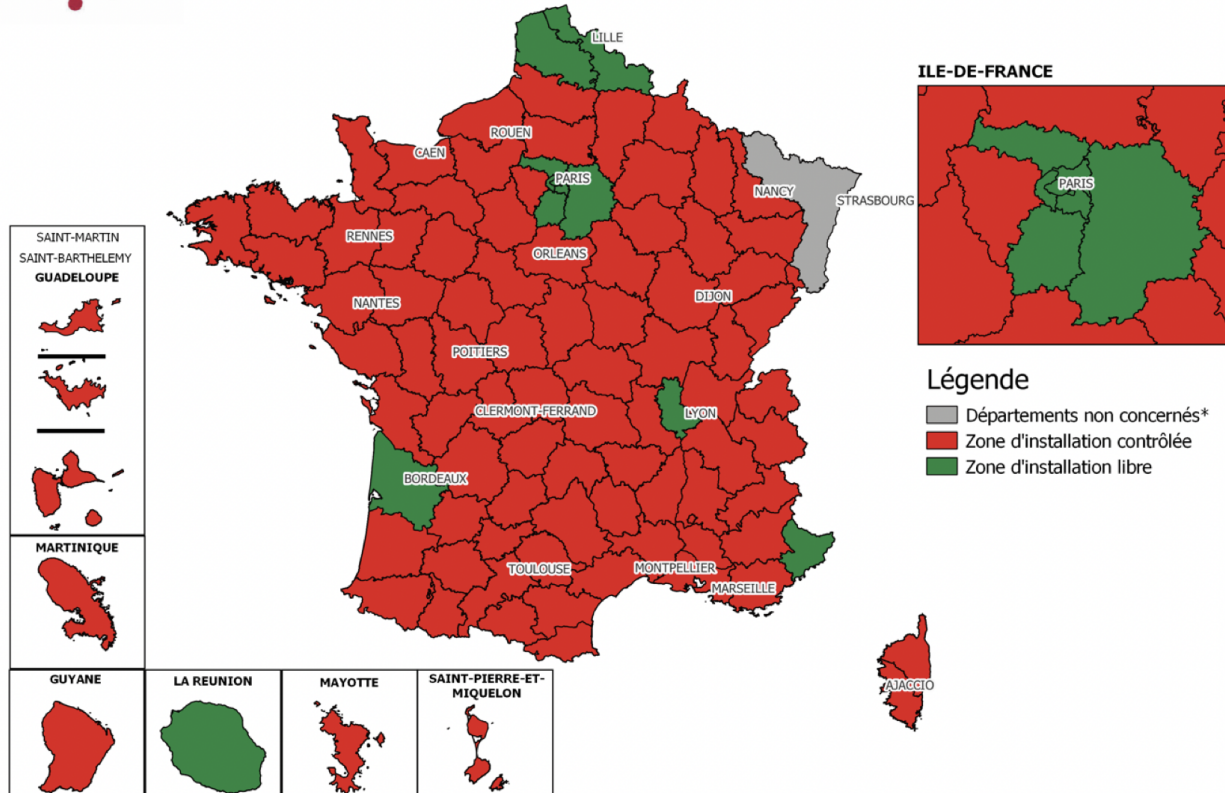 LILLE
ILE-DE-FRANCE
ROUEN
CAEN
PARIS
NANCY
PARIS
STRASBOURG
SAINT-MARTIN
SAINT-BARTHELEMY
GUADELOUPE
RENNES
ORLEANS
NANTES
DIJON
POITIERS
Légende
CLERMONT-FERRAND
LYON
Départements non concernés*
Zone d'installation contrôlée
Zone d'installation libre
BORDEAUX
MARTINIQUE
TOULOUSE
MONTPELLIER
MARSEILLE
GUYANE
LA REUNION
MAYOTTE
SAINT-PIERRE-ET-
MIQUELON
AJACCIO